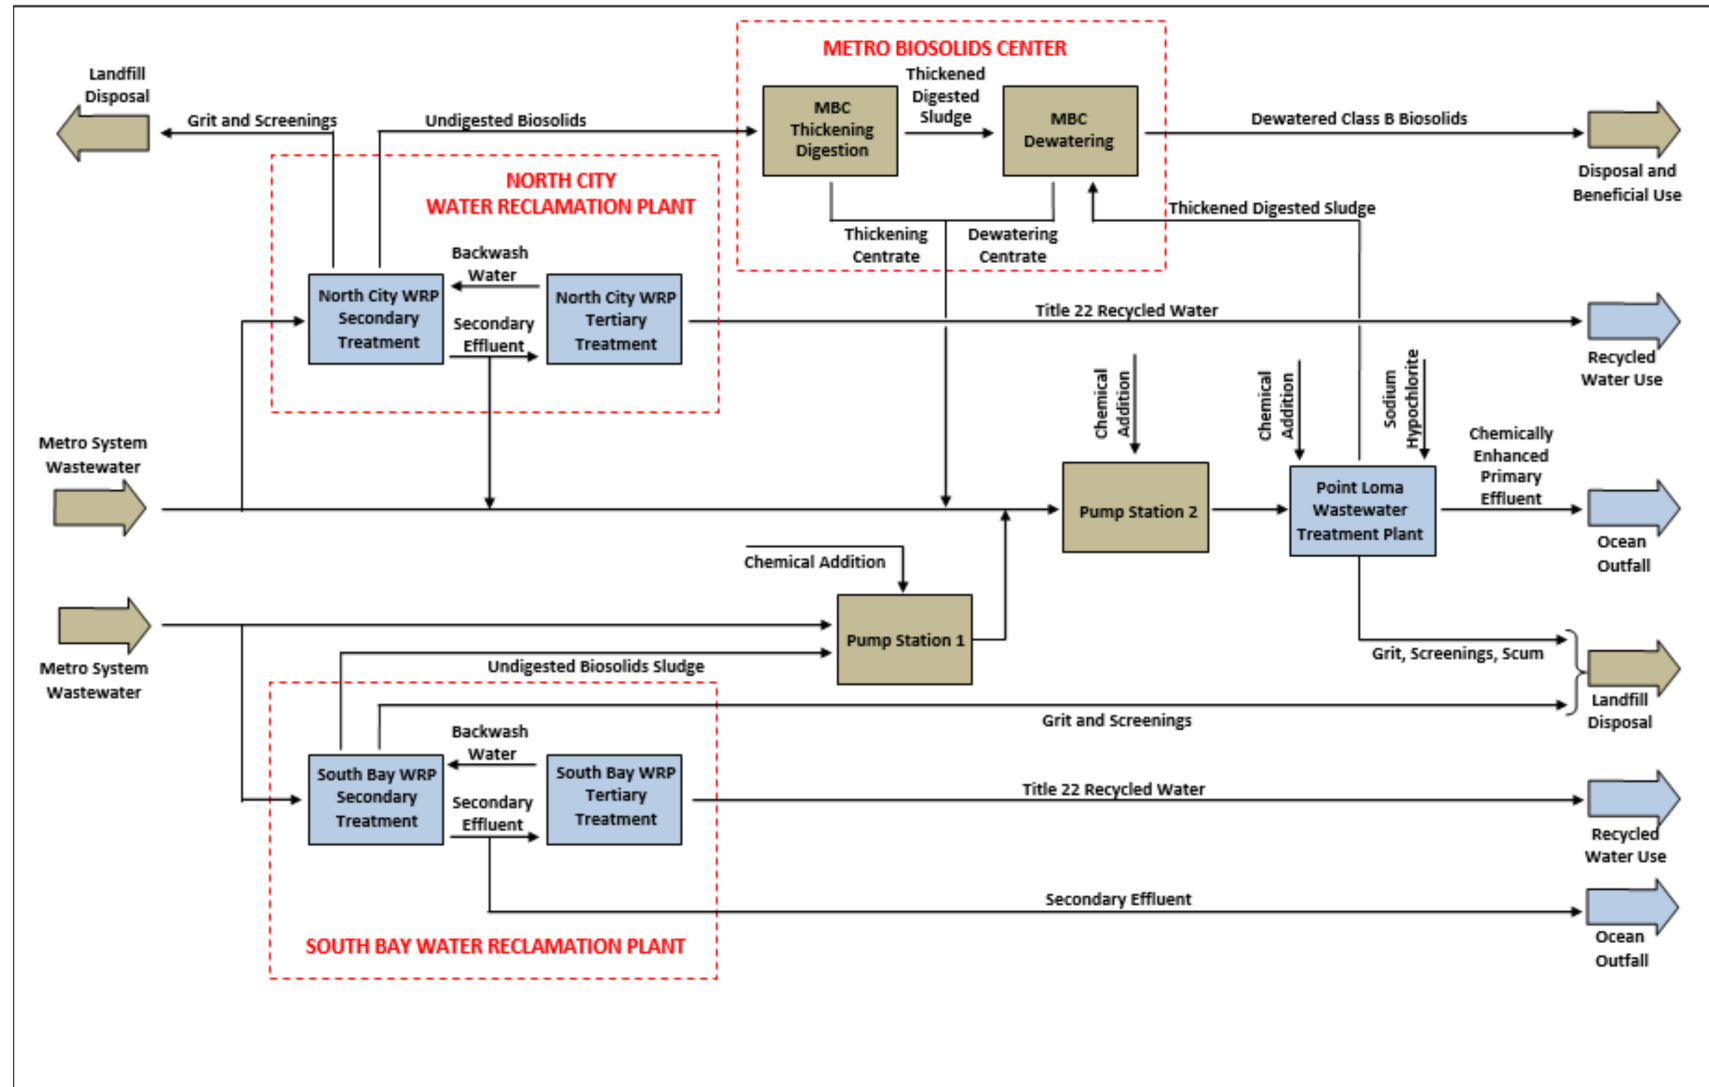 METRO BIOSOLIDS CENTER
Landfill
Disposal
Grit and Screenings
Undigested Biosolids
MBC
Thickening
Digestion
Thickened
Digested
Sludge
MBC
Dewatering
Dewatered Class B Biosolids
Disposal and
Beneficial Use
Thickening
Centrate
Dewatering
Centrate
Thickened Digested Sludge
NORTH CITY
WATER RECLAMATION PLANT
Backwash
Water
North City WRP
Secondary
Treatment
Secondary
Effluent
North City WRP
Tertiary
Treatment
Title 22 Recycled Water
Recycled
Water Use
Metro System
Wastewater
Chemical
Addition
Chemical
Addition
Sodium
Hypochlorite
Pump Station 2
Point Loma
Wastewater
Treatment Plant
Chemically
Enhanced
Primary
Effluent
Ocean
Outfall
Chemical Addition
Pump Station 1
Metro System
Wastewater
Undigested Biosolids Sludge
Grit, Screenings, Scum
Grit and Screenings
Landfill
Disposal
Backwash
Water
South Bay WRP
Secondary
Treatment
Secondary
Effluent
South Bay WRP
Tertiary
Treatment
Title 22 Recycled Water
Recycled
Water Use
Secondary Effluent
Ocean
Outfall
SOUTH BAY WATER RECLAMATION PLANT